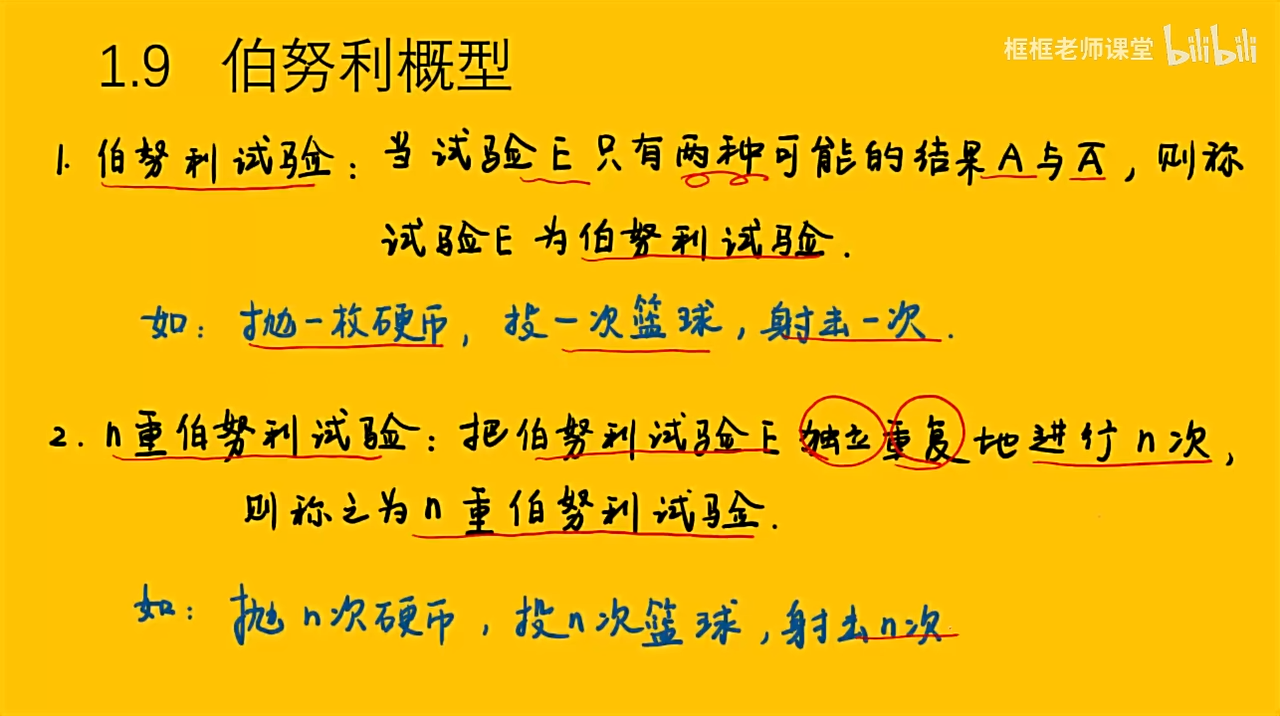 1.9 伯努利概型
框框老师课堂 bilibili
1. 伯努利试验：当试验E只有两种可能的结果A与A̅，则称
试验E为伯努利试验.
如：抛一枚硬币，投一次篮球，射击一次.
2. n重伯努利试验：把伯努利试验E独立重复地进行n次，
则称之为n重伯努利试验.
如：抛n次硬币，投n次篮球，射击n次.